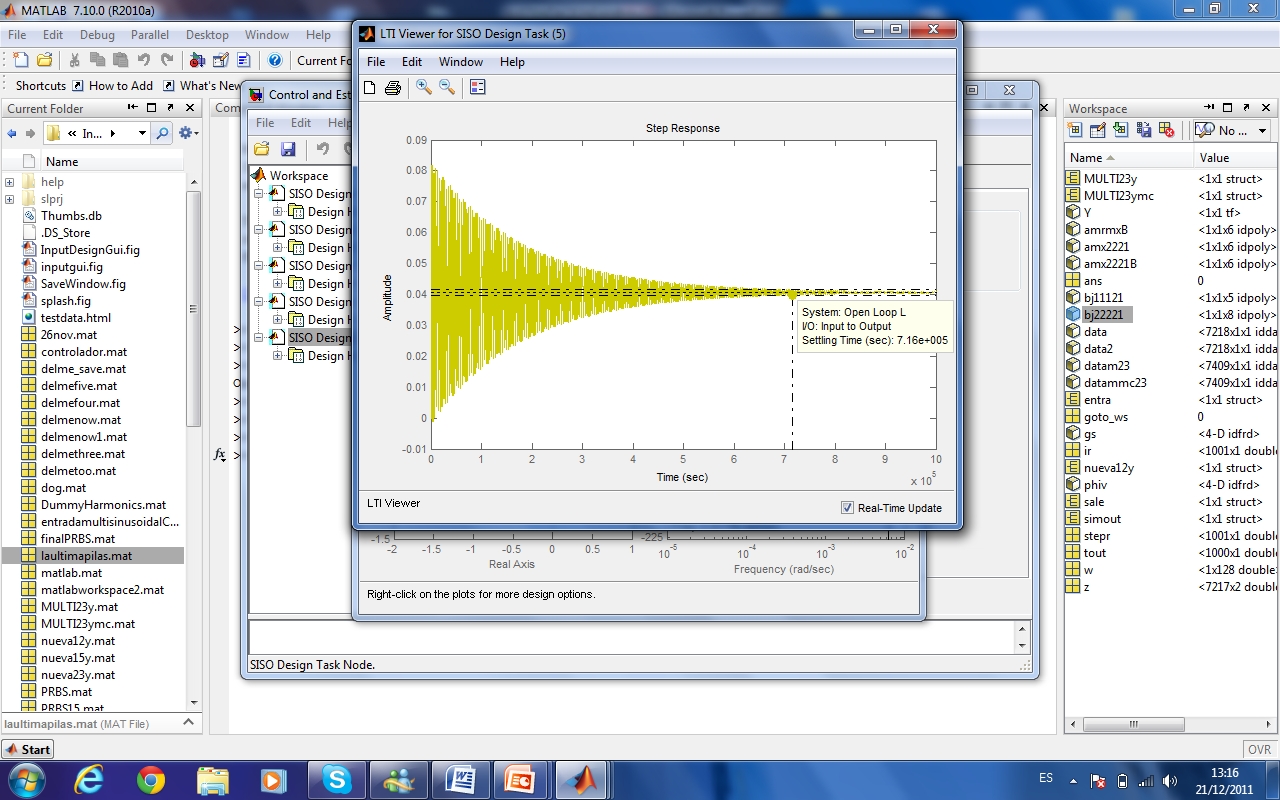 MATLAB 7.10.0 (R2010a)
File Edit Debug Parallel Desktop Window Help
Current Fo
Shortcuts How to Add What's New
Current Folder
« In...
Name
help
slprj
Thumbs.db
.DS_Store
InputDesignGui.fig
inputgui.fig
SaveWindow.fig
splash.fig
testdata.html
26nov.mat
controlador.mat
delme_save.mat
delmefive.mat
delmefour.mat
delmenow.mat
delmenow1.mat
delmethree.mat
delmetoo.mat
dog.mat
DummyHarmonics.mat
entradamultisinusoidalC...
finalPRBS.mat
laultimapilas.mat
matlab.mat
matlabworkspace2.mat
MULTI23y.mat
MULTI23ymc.mat
nueva12y.mat
nueva15y.mat
nueva23y.mat
PRBS.mat
PRBS15.mat
laultimapilas.mat (MAT File)
Com
fx
Control and Est
File Edit Help
Workspace
SISO Design
Design H
SISO Design
Design H
SISO Design
Design H
SISO Design
Design H
SISO Design
Design H
SISO Design Task Node.
LTI Viewer for SISO Design Task (5)
File Edit Window Help
Step Response
Amplitude
0.09
0.08
0.07
0.06
0.05
0.04
0.03
0.02
0.01
0
-0.01
System: Open Loop L
I/O: Input to Output
Settling Time (sec): 7.16e+005
0 1 2 3 4 5 6 7 8 9 10
Time (sec)
x 10^5
LTI Viewer
Real-Time Update
-1.5
-2 -1.5 -1 -0.5 0 0.5 1
Real Axis
-225
10^-5 10^-4 10^-3 10^-2
Frequency (rad/sec)
Right-click on the plots for more design options.
Workspace
No ...
Name Value
MULTI23y <1x1 struct>
MULTI23ymc <1x1 struct>
Y <1x1 tf>
amrmxB <1x1x6 idpoly>
amx2221 <1x1x6 idpoly>
amx2221B <1x1x6 idpoly>
ans 0
bj11121 <1x1x5 idpoly>
bj22221 <1x1x8 idpoly>
data <7218x1x1 idda
data2 <7218x1x1 idda
datam23 <7409x1x1 idda
datammc23 <7409x1x1 idda
entra <1x1 struct>
goto_ws 0
gs <4-D idfrd>
ir <1001x1 double
nueva12y <1x1 struct>
phiv <4-D idfrd>
sale <1x1 struct>
simout <1x1 struct>
stepr <1001x1 double
tout <1000x1 double
w <1x128 double>
z <7217x2 double
Start
OVR
ES
13:16
21/12/2011